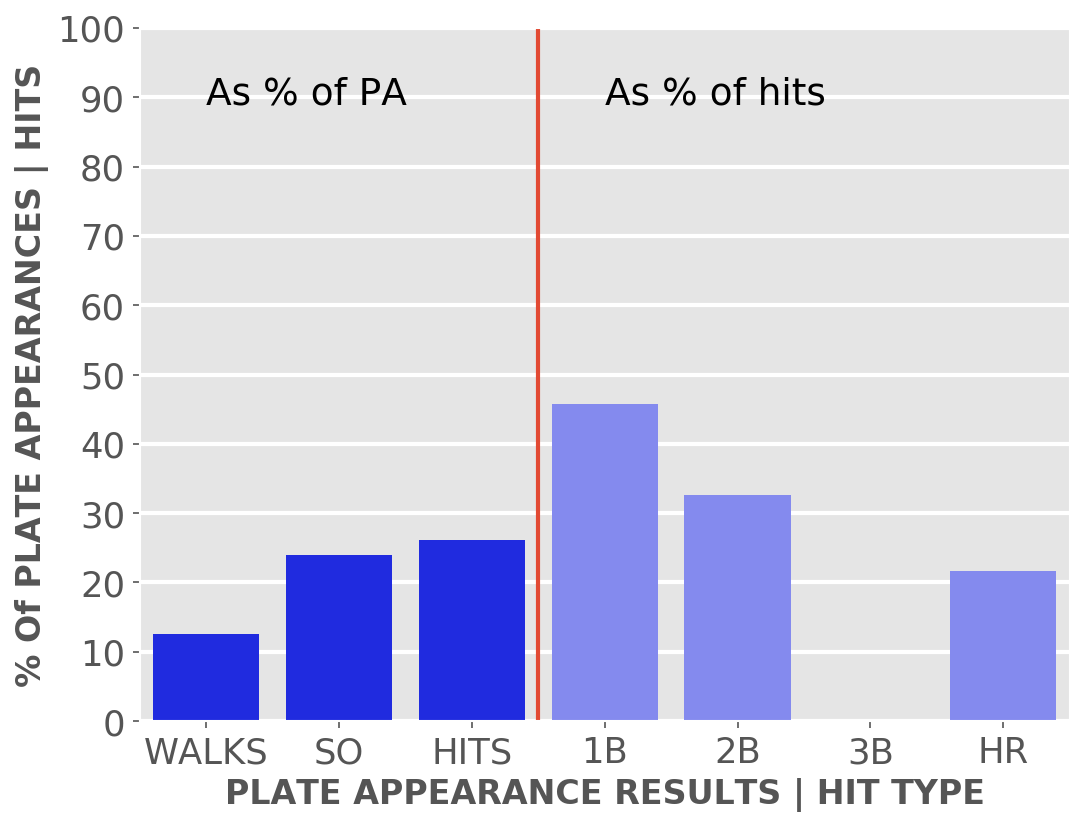 As % of PA
As % of hits
% Of PLATE APPEARANCES | HITS
100
90
80
70
60
50
40
30
20
10
0
WALKS SO HITS 1B 2B 3B HR
PLATE APPEARANCE RESULTS | HIT TYPE